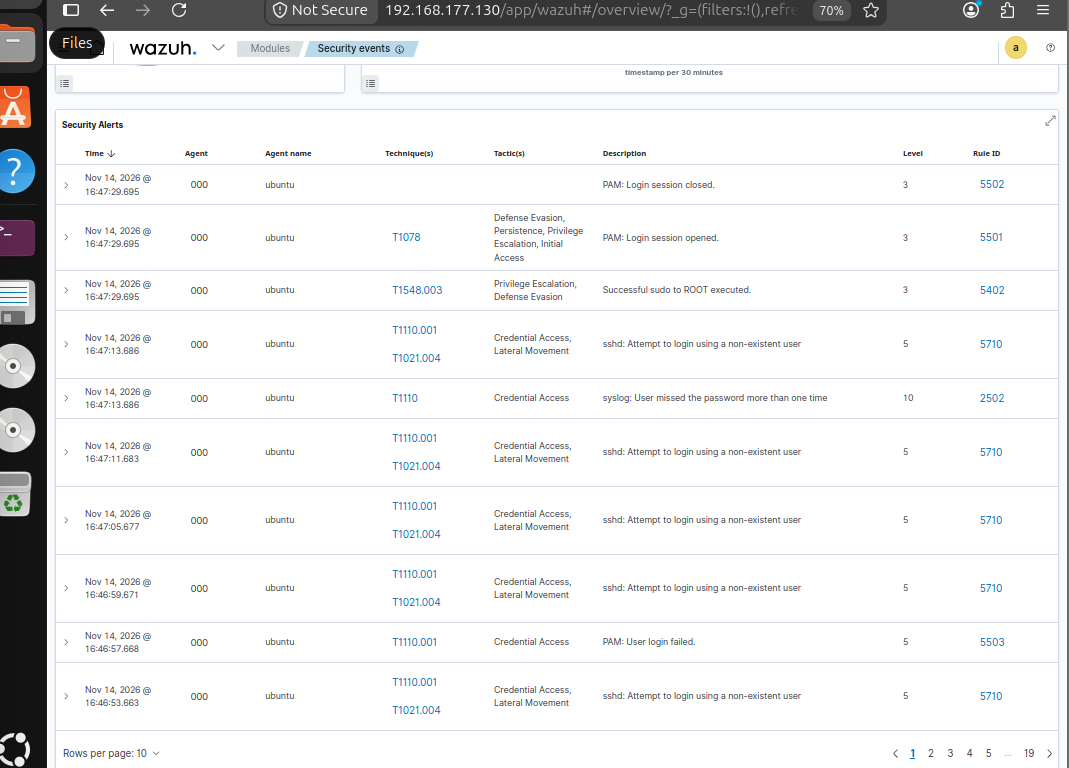 Not Secure 192.168.177.130/app/wazuh#/overview/?_g=(filters:!(),refre 70%
Files
wazuh. Modules Security events a
timestamp per 30 minutes
Security Alerts
Time Agent Agent name Technique(s) Tactic(s) Description Level Rule ID
Nov 14, 2026 @
16:47:29.695
000 ubuntu PAM: Login session closed. 3 5502
Nov 14, 2026 @
16:47:29.695
000 ubuntu T1078
Defense Evasion,
Persistence, Privilege
Escalation, Initial
Access
PAM: Login session opened. 3 5501
Nov 14, 2026 @
16:47:29.695
000 ubuntu T1548.003
Privilege Escalation,
Defense Evasion
Successful sudo to ROOT executed. 3 5402
Nov 14, 2026 @
16:47:13.686
000 ubuntu
T1110.001
T1021.004
Credential Access,
Lateral Movement
sshd: Attempt to login using a non-existent user 5 5710
Nov 14, 2026 @
16:47:13.686
000 ubuntu T1110 Credential Access syslog: User missed the password more than one time 10 2502
Nov 14, 2026 @
16:47:11.683
000 ubuntu
T1110.001
T1021.004
Credential Access,
Lateral Movement
sshd: Attempt to login using a non-existent user 5 5710
Nov 14, 2026 @
16:47:05.677
000 ubuntu
T1110.001
T1021.004
Credential Access,
Lateral Movement
sshd: Attempt to login using a non-existent user 5 5710
Nov 14, 2026 @
16:46:59.671
000 ubuntu
T1110.001
T1021.004
Credential Access,
Lateral Movement
sshd: Attempt to login using a non-existent user 5 5710
Nov 14, 2026 @
16:46:57.668
000 ubuntu T1110.001 Credential Access PAM: User login failed. 5 5503
Nov 14, 2026 @
16:46:53.663
000 ubuntu
T1110.001
T1021.004
Credential Access,
Lateral Movement
sshd: Attempt to login using a non-existent user 5 5710
Rows per page: 10 1 2 3 4 5 ... 19